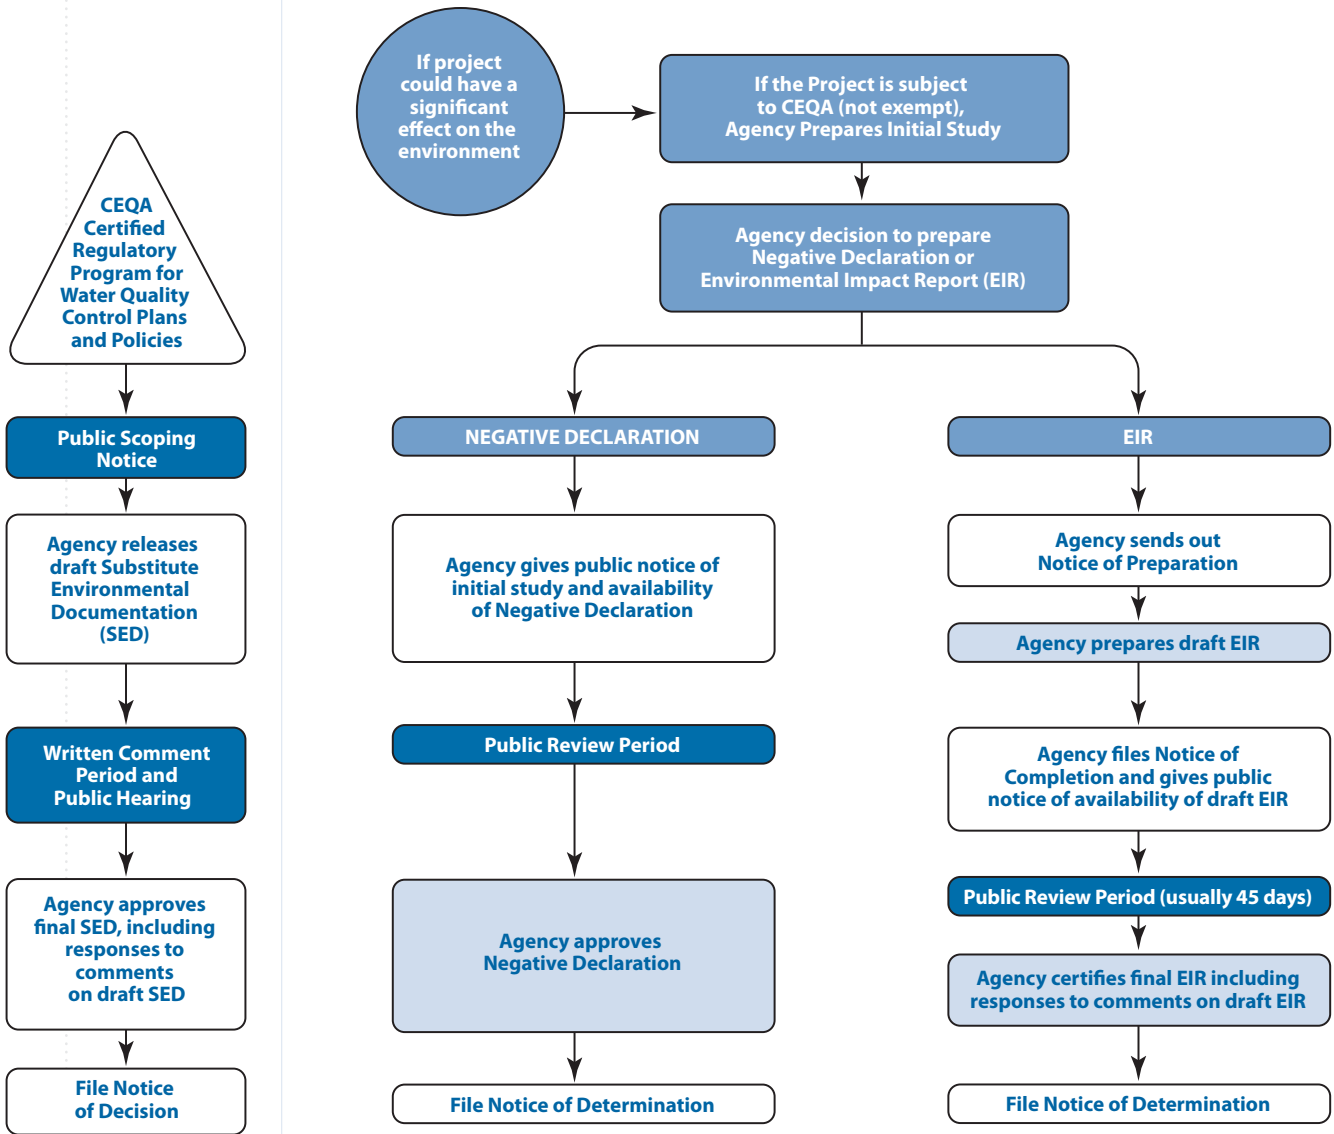 CEQA
Certified
Regulatory
Program for
Water Quality
Control Plans
and Policies
Public Scoping
Notice
Agency releases
draft Substitute
Environmental
Documentation
(SED)
Written Comment
Period and
Public Hearing
Agency approves
final SED, including
responses to
comments
on draft SED
File Notice
of Decision
If project
could have a
significant
effect on the
environment
If the Project is subject
to CEQA (not exempt),
Agency Prepares Initial Study
Agency decision to prepare
Negative Declaration or
Environmental Impact Report (EIR)
NEGATIVE DECLARATION
Agency gives public notice of
initial study and availability
of Negative Declaration
Public Review Period
Agency approves
Negative Declaration
File Notice of Determination
EIR
Agency sends out
Notice of Preparation
Agency prepares draft EIR
Agency files Notice of
Completion and gives public
notice of availability of draft EIR
Public Review Period (usually 45 days)
Agency certifies final EIR including
responses to comments on draft EIR
File Notice of Determination